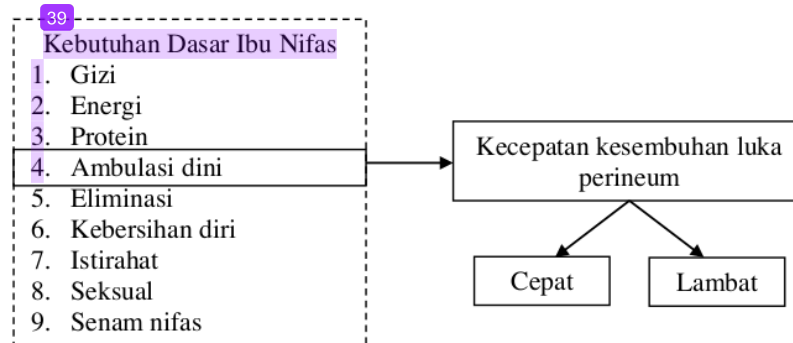 39
Kebutuhan Dasar Ibu Nifas
1. Gizi
2. Energi
3. Protein
4. Ambulasi dini
5. Eliminasi
6. Kebersihan diri
7. Istirahat
8. Seksual
9. Senam nifas
Kecepatan kesembuhan luka
perineum
Cepat
Lambat